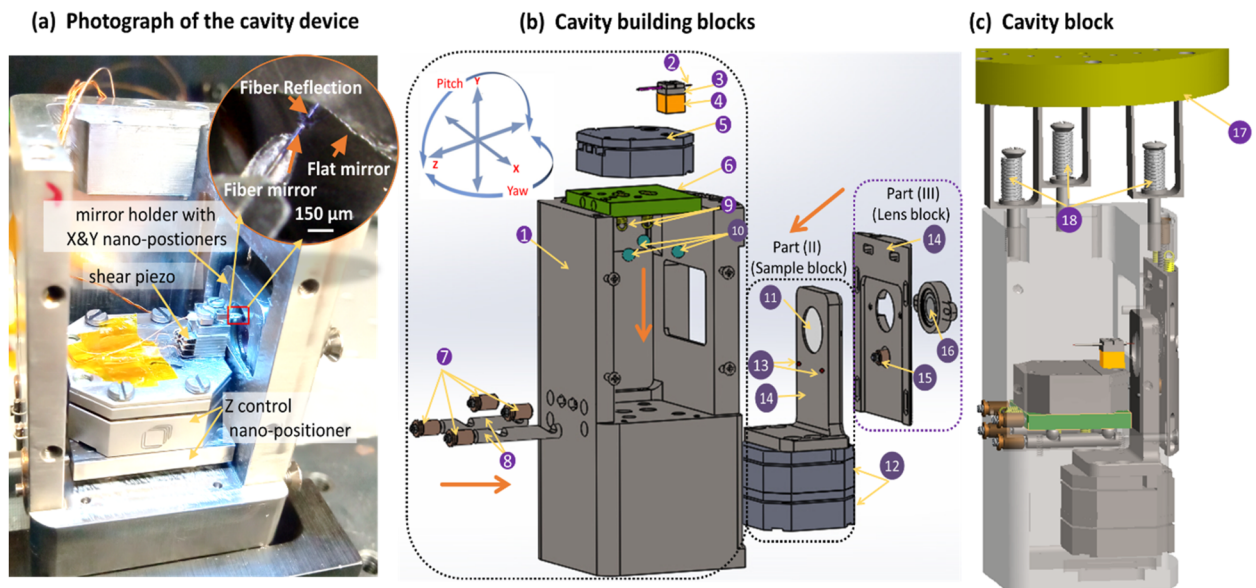 (a) Photograph of the cavity device
Fiber Reflection
Flat mirror
Fiber mirror
150 µm
mirror holder with
X&Y nano-postioners
shear piezo
Z control
nano-positioner
(b) Cavity building blocks
Pitch
Y
Z
X
Yaw
2
3
4
5
6
9
1
10
7
8
Part (II)
(Sample block)
11
13
14
12
Part (III)
(Lens block)
14
16
15
(c) Cavity block
17
18